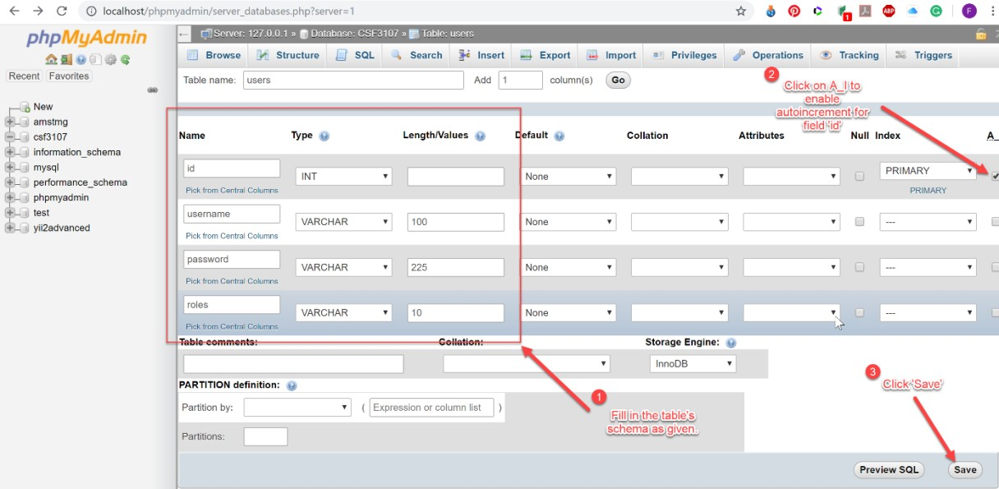 localhost/phpmyadmin/server_databases.php?server=1
1
ABP
G
F
phpMyAdmin
Recent Favorites
New
amstmg
csf3107
information_schema
mysql
performance_schema
phpmyadmin
test
yii2advanced
Server: 127.0.0.1 » Database: CSF3107 » Table: users
Browse Structure SQL Search Insert Export Import Privileges Operations Tracking Triggers
Table name: users Add 1 column(s) Go
2
Click on A_I to
enable
autoincrement for
field 'id'
Name Type Length/Values Default Collation Attributes Null Index A_
id INT None PRIMARY
Pick from Central Columns PRIMARY
username VARCHAR 100 None ---
Pick from Central Columns
password VARCHAR 225 None ---
Pick from Central Columns
roles VARCHAR 10 None ---
Pick from Central Columns
Table comments: Collation: Storage Engine:
InnoDB
PARTITION definition:
Partition by: ( Expression or column list )
Partitions:
1
Fill in the table's
schema as given.
3
Click 'Save'
Preview SQL Save